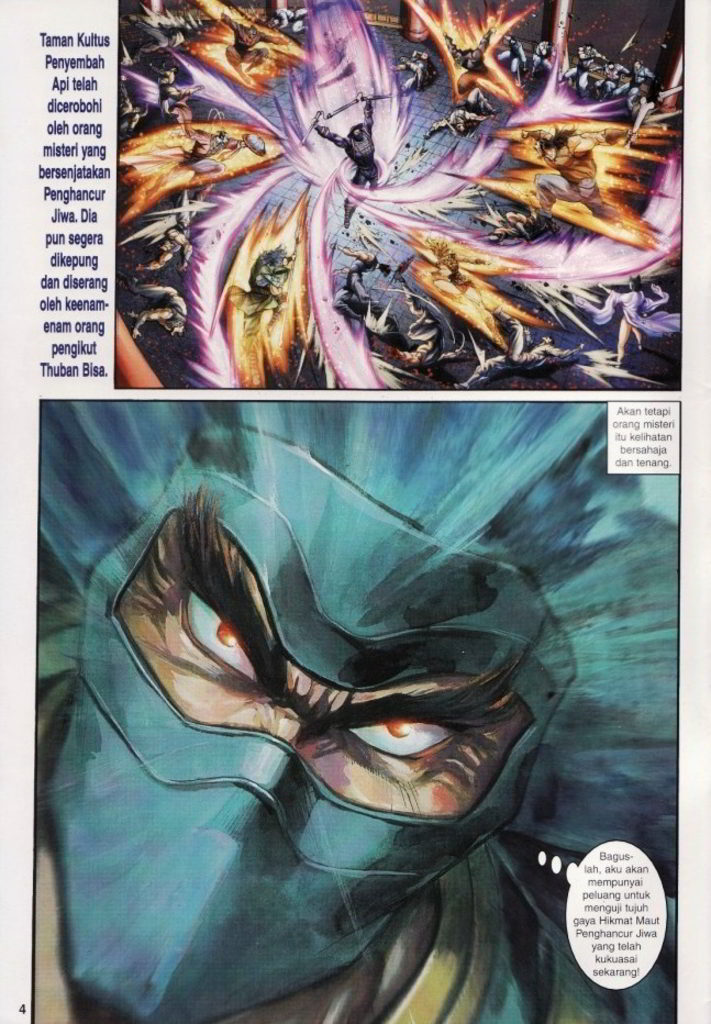 Taman Kultus
Penyembah
Api telah
dicerobohi
oleh orang
misteri yang
bersenjatakan
Penghancur
Jiwa. Dia
pun segera
dikepung
dan diserang
oleh keenam-
enam orang
pengikut
Thuban Bisa.
Akan tetapi
orang misteri
itu kelihatan
bersahaja
dan tenang.
Bagus-
lah, aku akan
mempunyai
peluang untuk
menguji tujuh
gaya Hikmat Maut
Penghancur Jiwa
yang telah
kukuasai
sekarang!
4